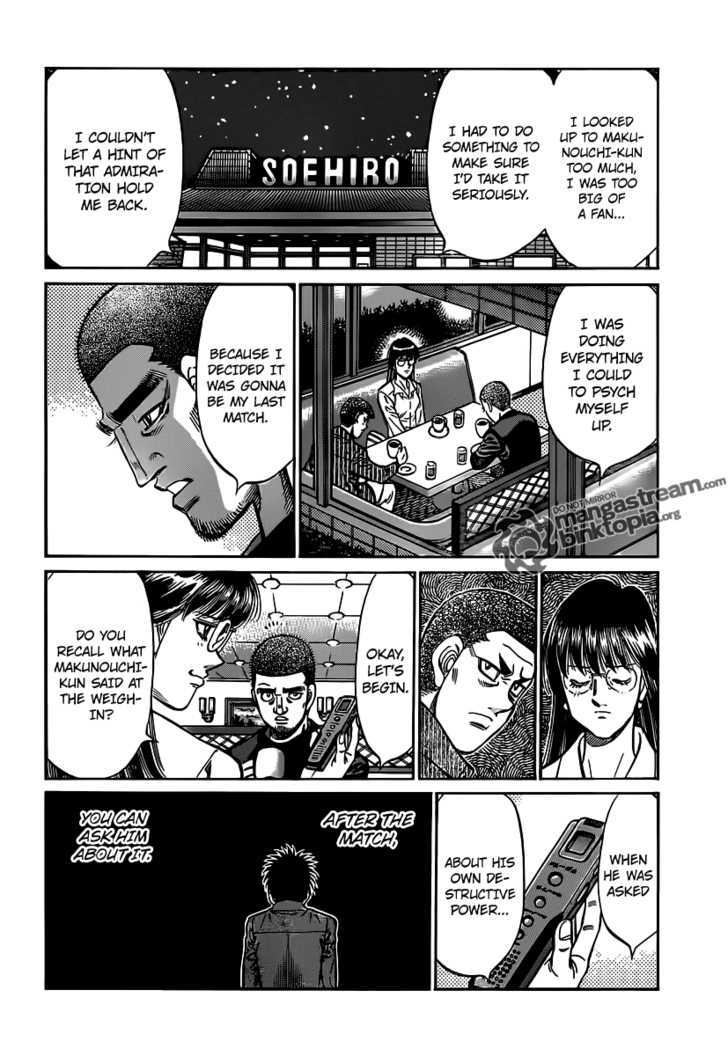 I LOOKED
UP TO MAKU-
NOUCHI-KUN
TOO MUCH,
I WAS TOO
BIG OF
A FAN...
I HAD TO DO
SOMETHING TO
MAKE SURE
I'D TAKE IT
SERIOUSLY.
SOEHIRO
I COULDN'T
LET A HINT OF
THAT ADMIRA-
TION HOLD
ME BACK.
I WAS
DOING
EVERYTHING
I COULD
TO PSYCH
MYSELF
UP.
BECAUSE I
DECIDED IT
WAS GONNA
BE MY LAST
MATCH.
DO NOT MIRROR
mangastream.com
binktopia.org
OKAY,
LET'S
BEGIN.
DO YOU
RECALL WHAT
MAKUNOUCHI-
KUN SAID
AT THE
WEIGH-
IN?
WHEN
HE WAS
ASKED
ABOUT HIS
OWN DE-
STRUCTIVE
POWER...
AFTER THE
MATCH,
YOU CAN
ASK HIM
ABOUT IT.